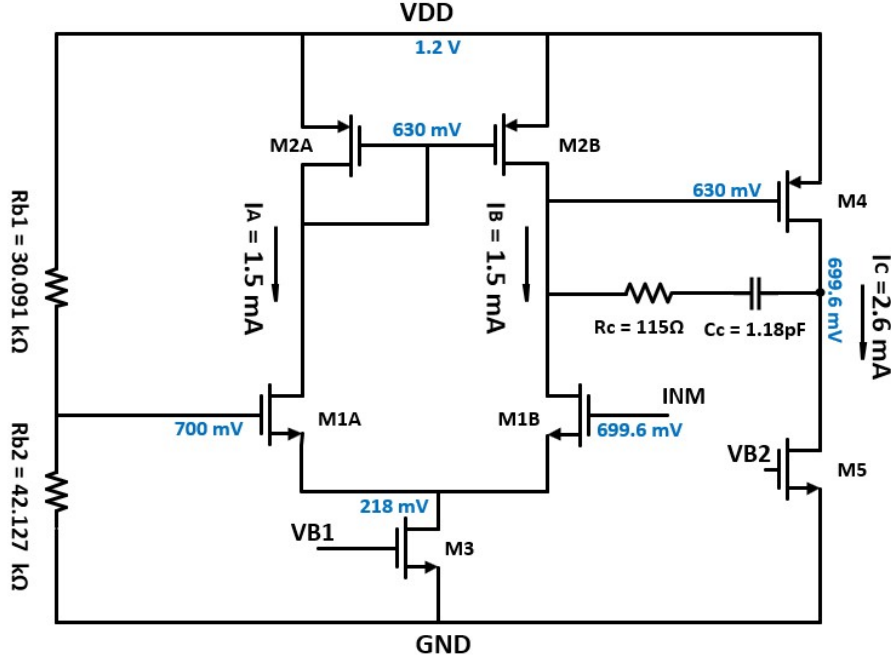 VDD
1.2 V
M2A
630 mV
M2B
630 mV
M4
Rb1 = 30.091 kΩ
IA = 1.5 mA
IB = 1.5 mA
699.6 mV
IC =2.6 mA
Rc = 115Ω
Cc = 1.18pF
INM
700 mV
M1A
M1B
699.6 mV
Rb2 = 42.127 kΩ
VB2
M5
218 mV
VB1
M3
GND